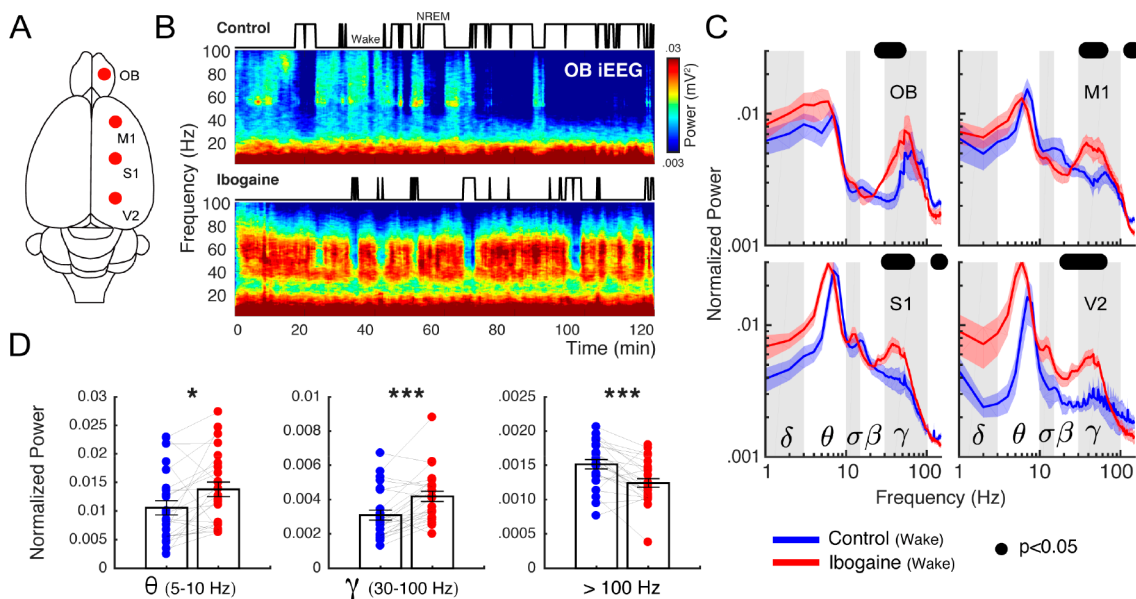 A
OB
M1
S1
V2
B
Control
Wake
NREM
OB iEEG
100
80
60
40
20
.03
Power (mV²)
.003
Ibogaine
100
80
60
40
20
Frequency (Hz)
0 20 40 60 80 100 120
Time (min)
C
OB
M1
.01
.001
S1
V2
.01
.001
Normalized Power
δ θ σ β γ
δ θ σ β γ
1 10 100
1 10 100
Frequency (Hz)
Control (Wake)
Ibogaine (Wake)
p<0.05
D
Normalized Power
*
0.03
0.025
0.02
0.015
0.01
0.005
0
θ (5-10 Hz)
***
0.01
0.008
0.006
0.004
0.002
0
γ (30-100 Hz)
***
.0025
.0020
.0015
.0010
.0005
0
> 100 Hz